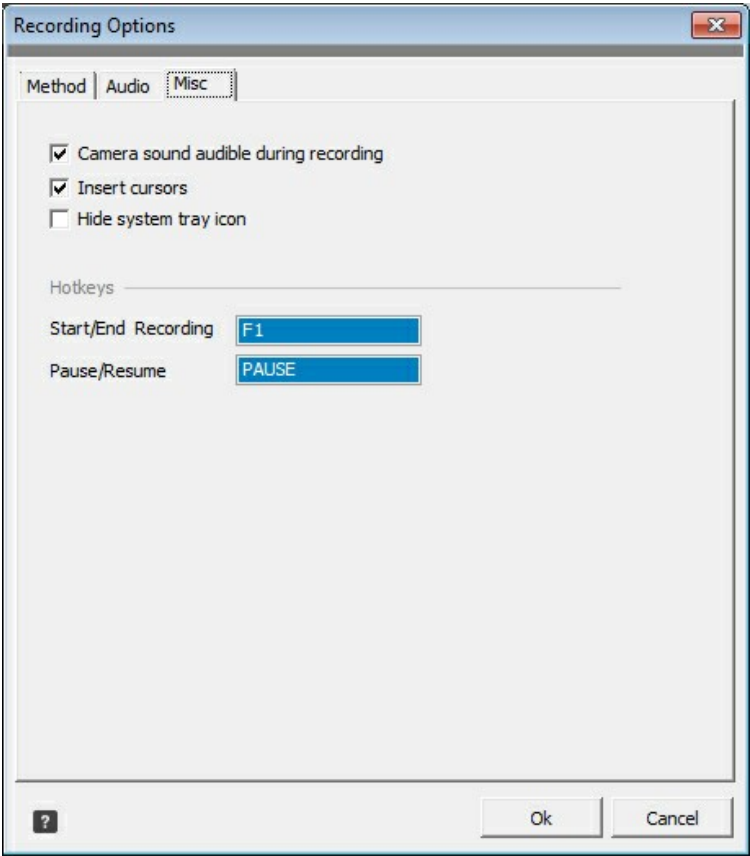 Recording Options
Method Audio Misc
Camera sound audible during recording
Insert cursors
Hide system tray icon
Hotkeys
Start/End Recording F1
Pause/Resume PAUSE
? Ok Cancel